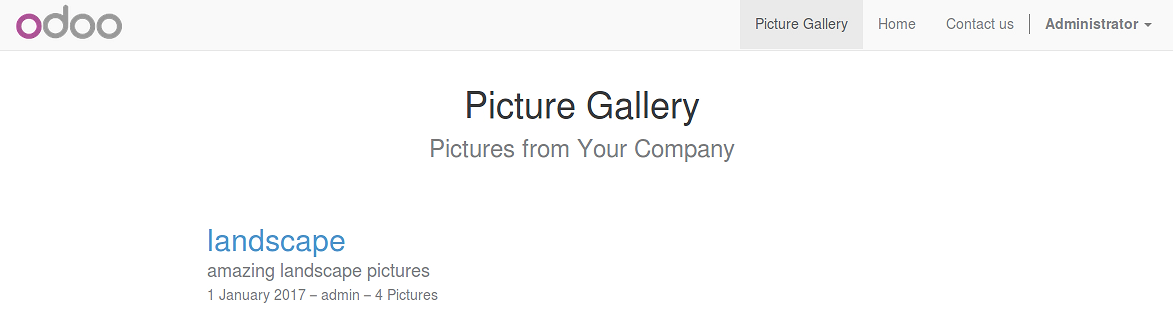 odoo
Picture Gallery Home Contact us Administrator
Picture Gallery
Pictures from Your Company
landscape
amazing landscape pictures
1 January 2017 – admin – 4 Pictures